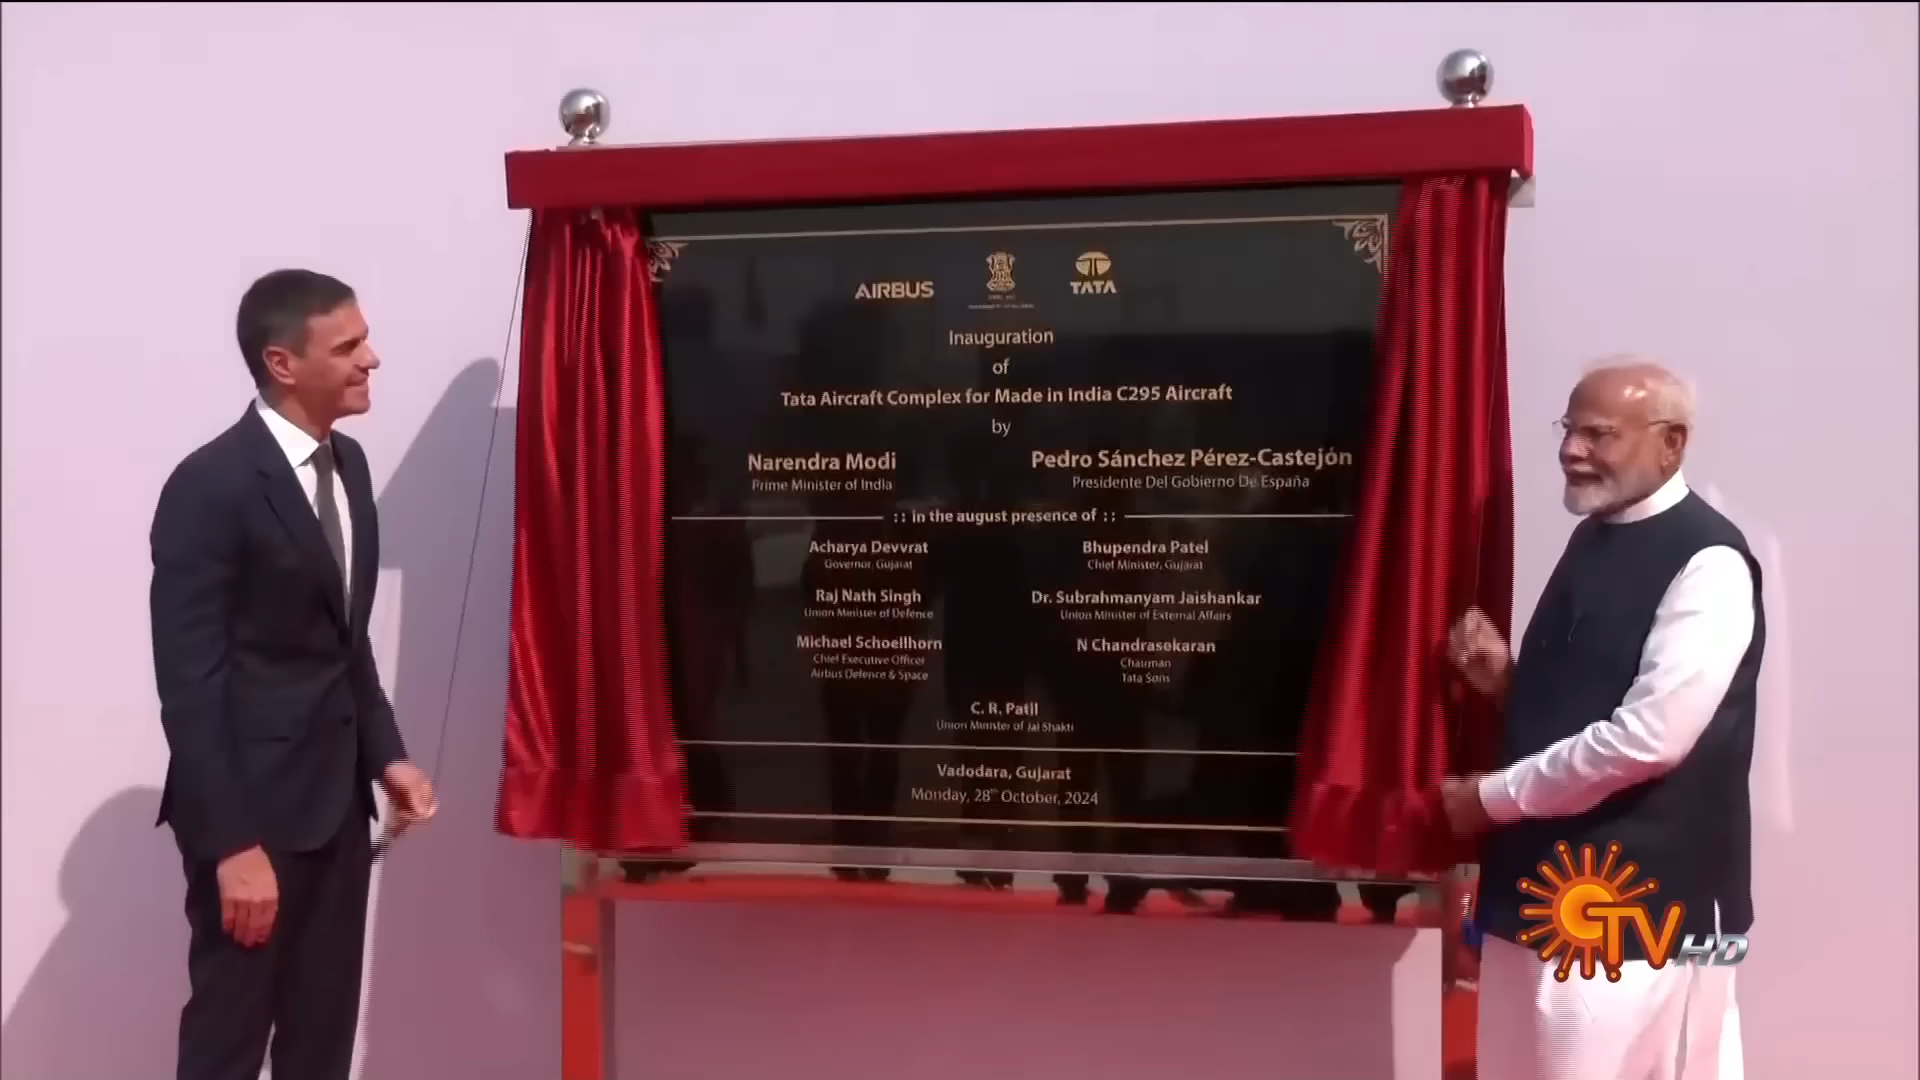 AIRBUS
TATA
Inauguration
of
Tata Aircraft Complex for Made in India C295 Aircraft
by
Narendra Modi
Prime Minister of India
Pedro Sánchez Pérez-Castejón
Presidente Del Gobierno De España
:: In the august presence of ::
Acharya Devvrat
Governor, Gujarat
Bhupendra Patel
Chief Minister, Gujarat
Raj Nath Singh
Union Minister of Defence
Dr. Subrahmanyam Jaishankar
Union Minister of External Affairs
Michael Schoellhorn
Chief Executive Officer
Airbus Defence & Space
N Chandrasekaran
Chairman
Tata Sons
C. R. Patil
Union Minister of Jal Shakti
Vadodara, Gujarat
Monday, 28th October, 2024
TV HD